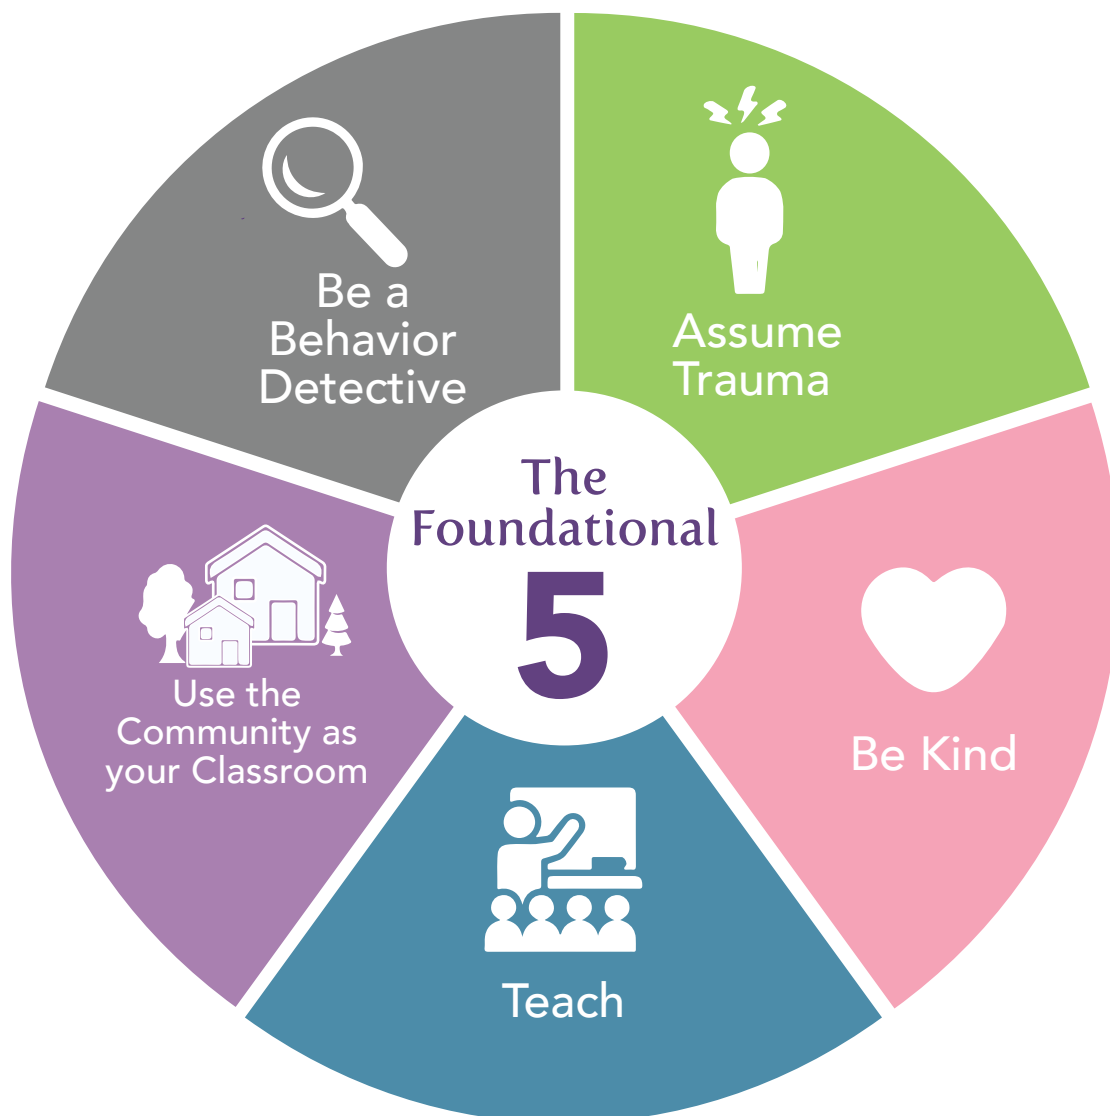 The
Foundational
5
Assume
Trauma
Be Kind
Teach
Use the
Community as
your Classroom
Be a
Behavior
Detective